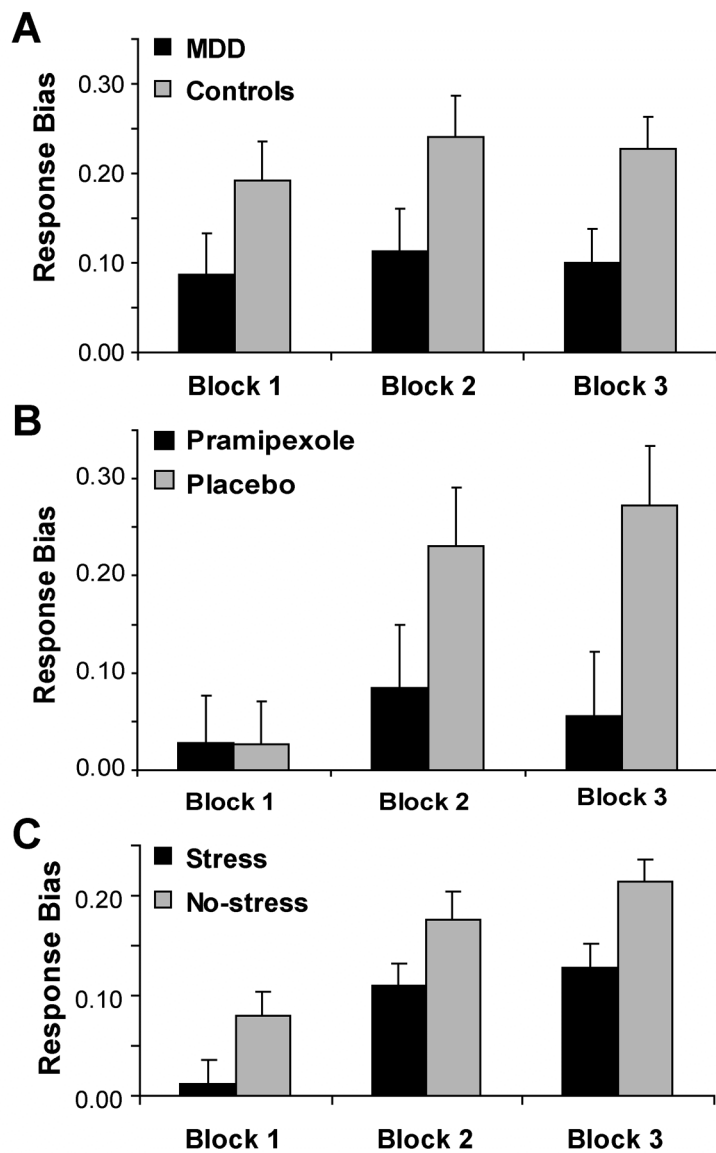 A
MDD
Controls
Response Bias
0.30
0.20
0.10
0.00
Block 1 Block 2 Block 3
B
Pramipexole
Placebo
Response Bias
0.30
0.20
0.10
0.00
Block 1 Block 2 Block 3
C
Stress
No-stress
Response Bias
0.20
0.10
0.00
Block 1 Block 2 Block 3